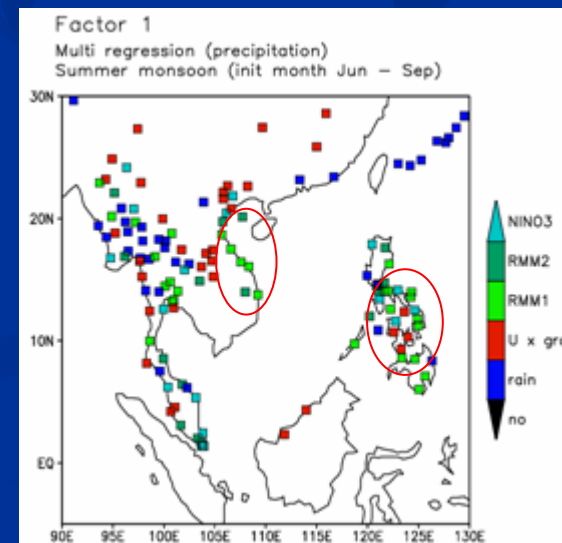 Factor 1
Multi regression (precipitation)
Summer monsoon (init month Jun – Sep)
30N
20N
10N
EQ
90E 95E 100E 105E 110E 115E 120E 125E 130E
NINO3
RMM2
RMM1
U x gr
rain
no